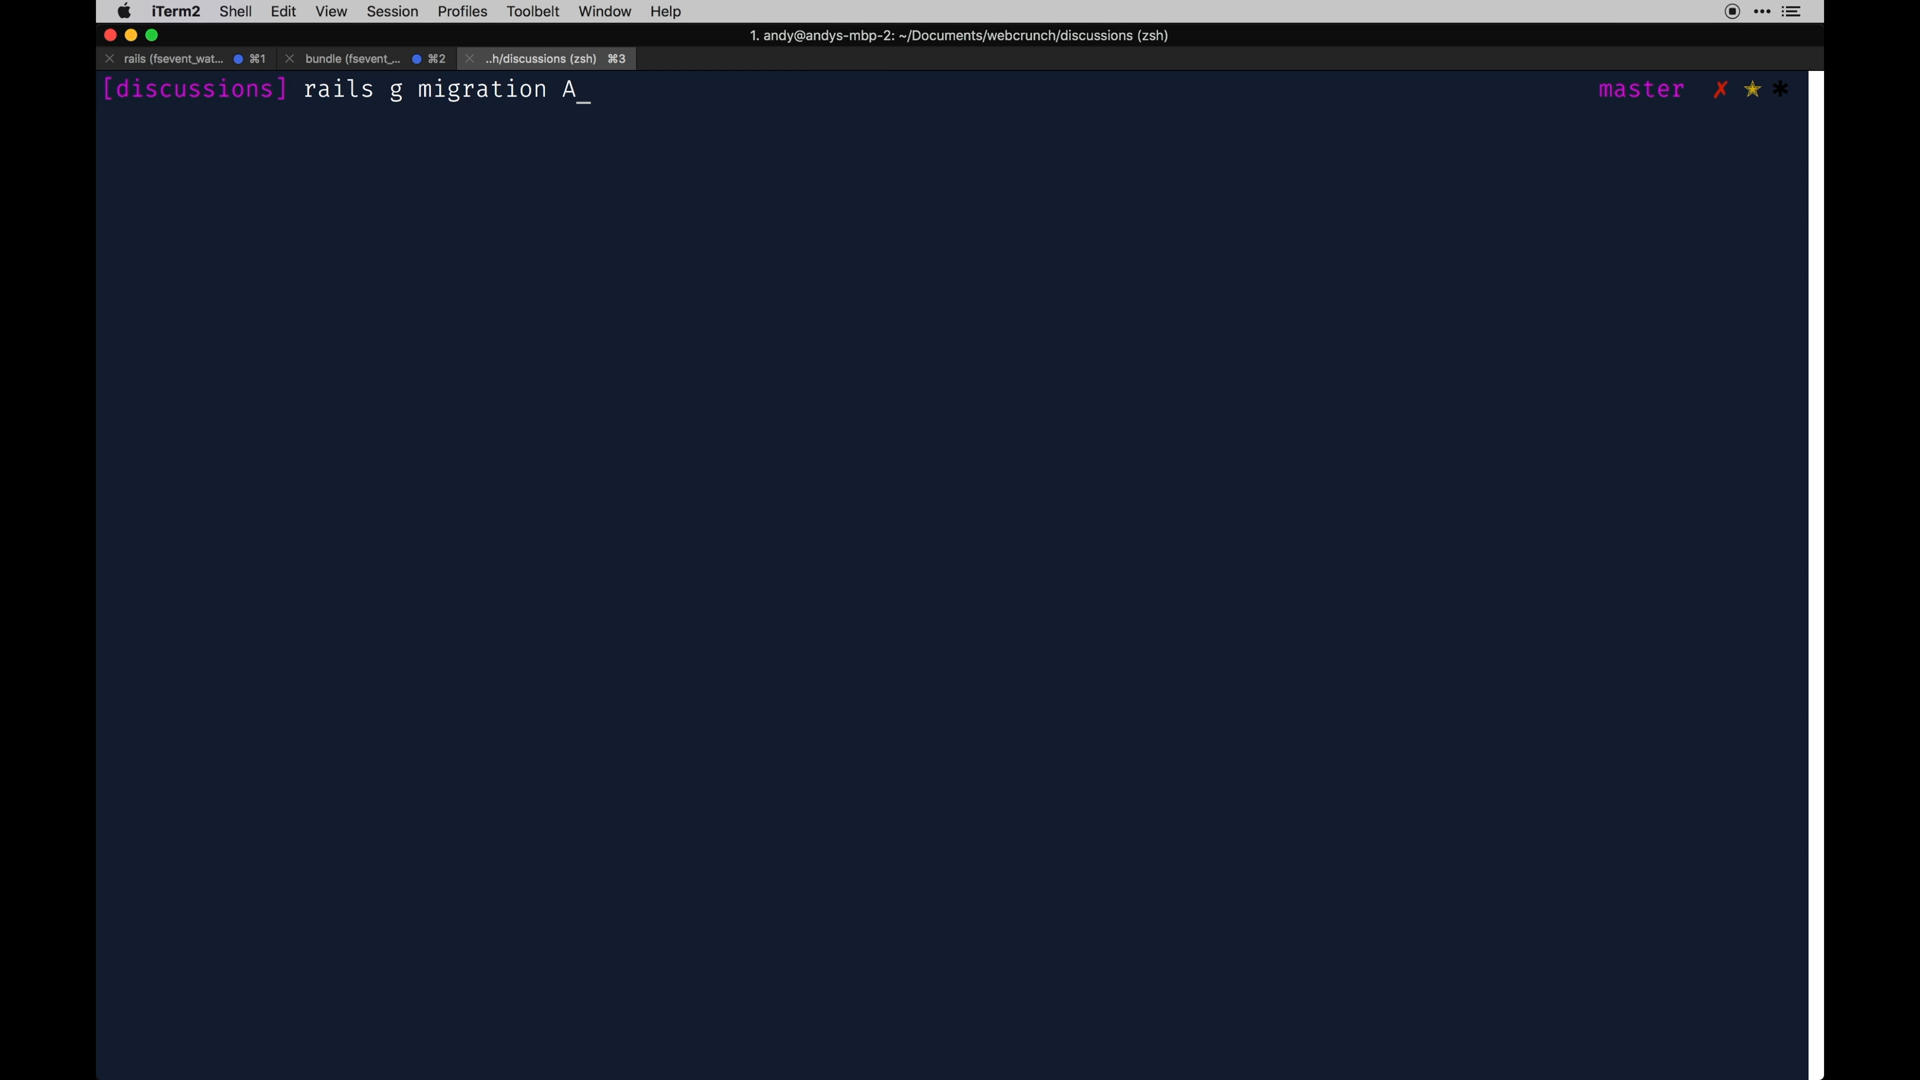 iTerm2 Shell Edit View Session Profiles Toolbelt Window Help
1. andy@andys-mbp-2: ~/Documents/webcrunch/discussions (zsh)
rails (fsevent_wat... ⌘1 bundle (fsevent_... ⌘2 ..h/discussions (zsh) ⌘3
[discussions] rails g migration A_ master ✗ ★ *